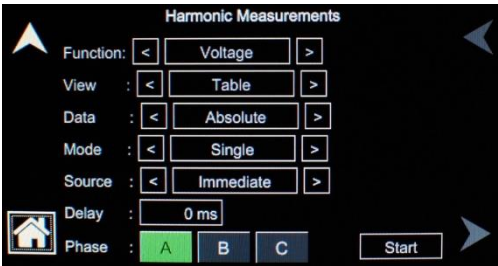 Harmonic Measurements
Function: < Voltage >
View : < Table >
Data : < Absolute >
Mode : < Single >
Source : < Immediate >
Delay : 0 ms
Phase : A B C Start